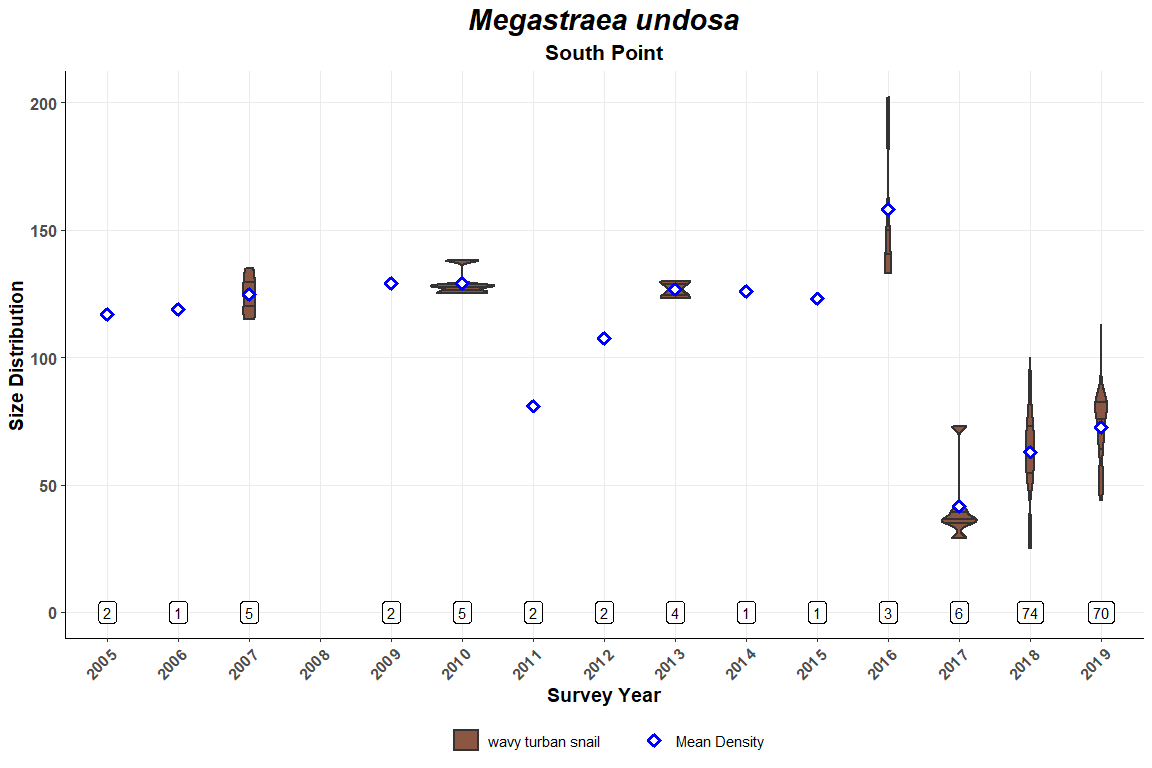 Megastraea undosa
South Point
Size Distribution
200
150
100
50
0
2 1 5 2 5 2 2 4 1 1 3 6 74 70
2005 2006 2007 2008 2009 2010 2011 2012 2013 2014 2015 2016 2017 2018 2019
Survey Year
wavy turban snail Mean Density